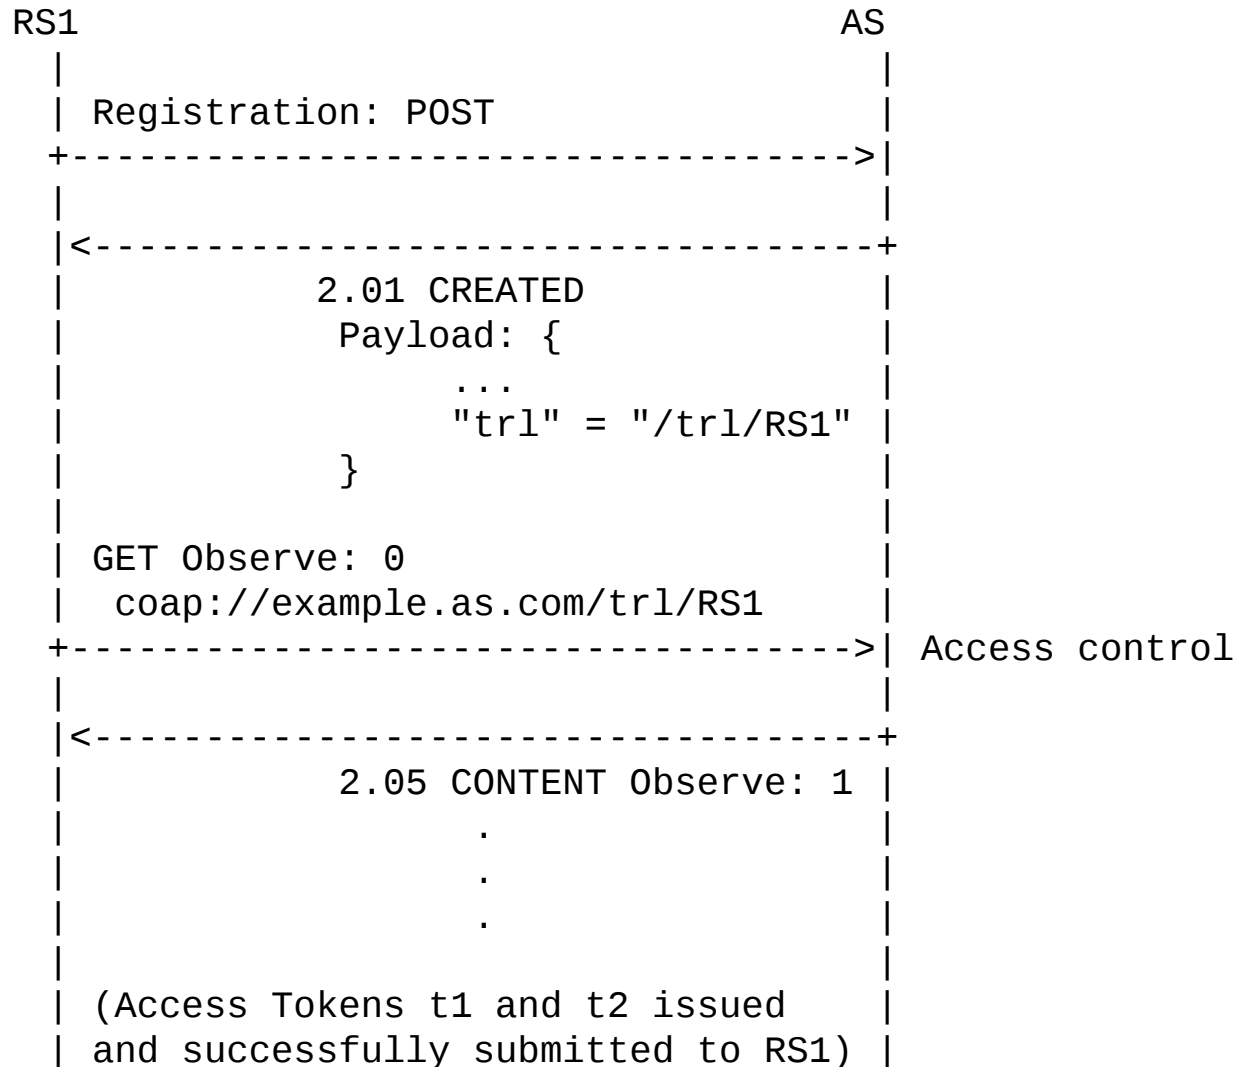 RS1                                  AS
  |                                    |
  | Registration: POST                 |
  +----------------------------------->|
  |                                    |
  |<-----------------------------------+
  |           2.01 CREATED             |
  |            Payload: {              |
  |                 ...                |
  |                 "trl" = "/trl/RS1" |
  |            }                       |
  |                                    |
  | GET Observe: 0                     |
  |  coap://example.as.com/trl/RS1     |
  +----------------------------------->| Access control
  |                                    |
  |<-----------------------------------+
  |            2.05 CONTENT Observe: 1 |
  |                  .                 |
  |                  .                 |
  |                  .                 |
  |                                    |
  | (Access Tokens t1 and t2 issued    |
  | and successfully submitted to RS1) |